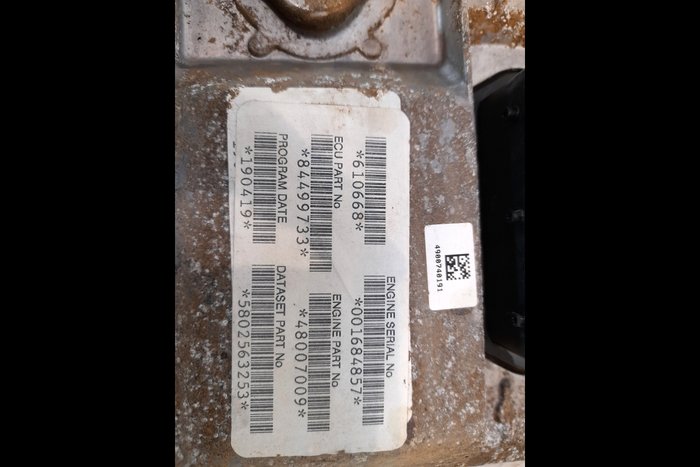 *610668*
ENGINE SERIAL No
*001684857*
ECU PART No
*84499733*
ENGINE PART No
*48007009*
PROGRAM DATE
*190419*
DATASET PART No
*5802563253*
4900740191